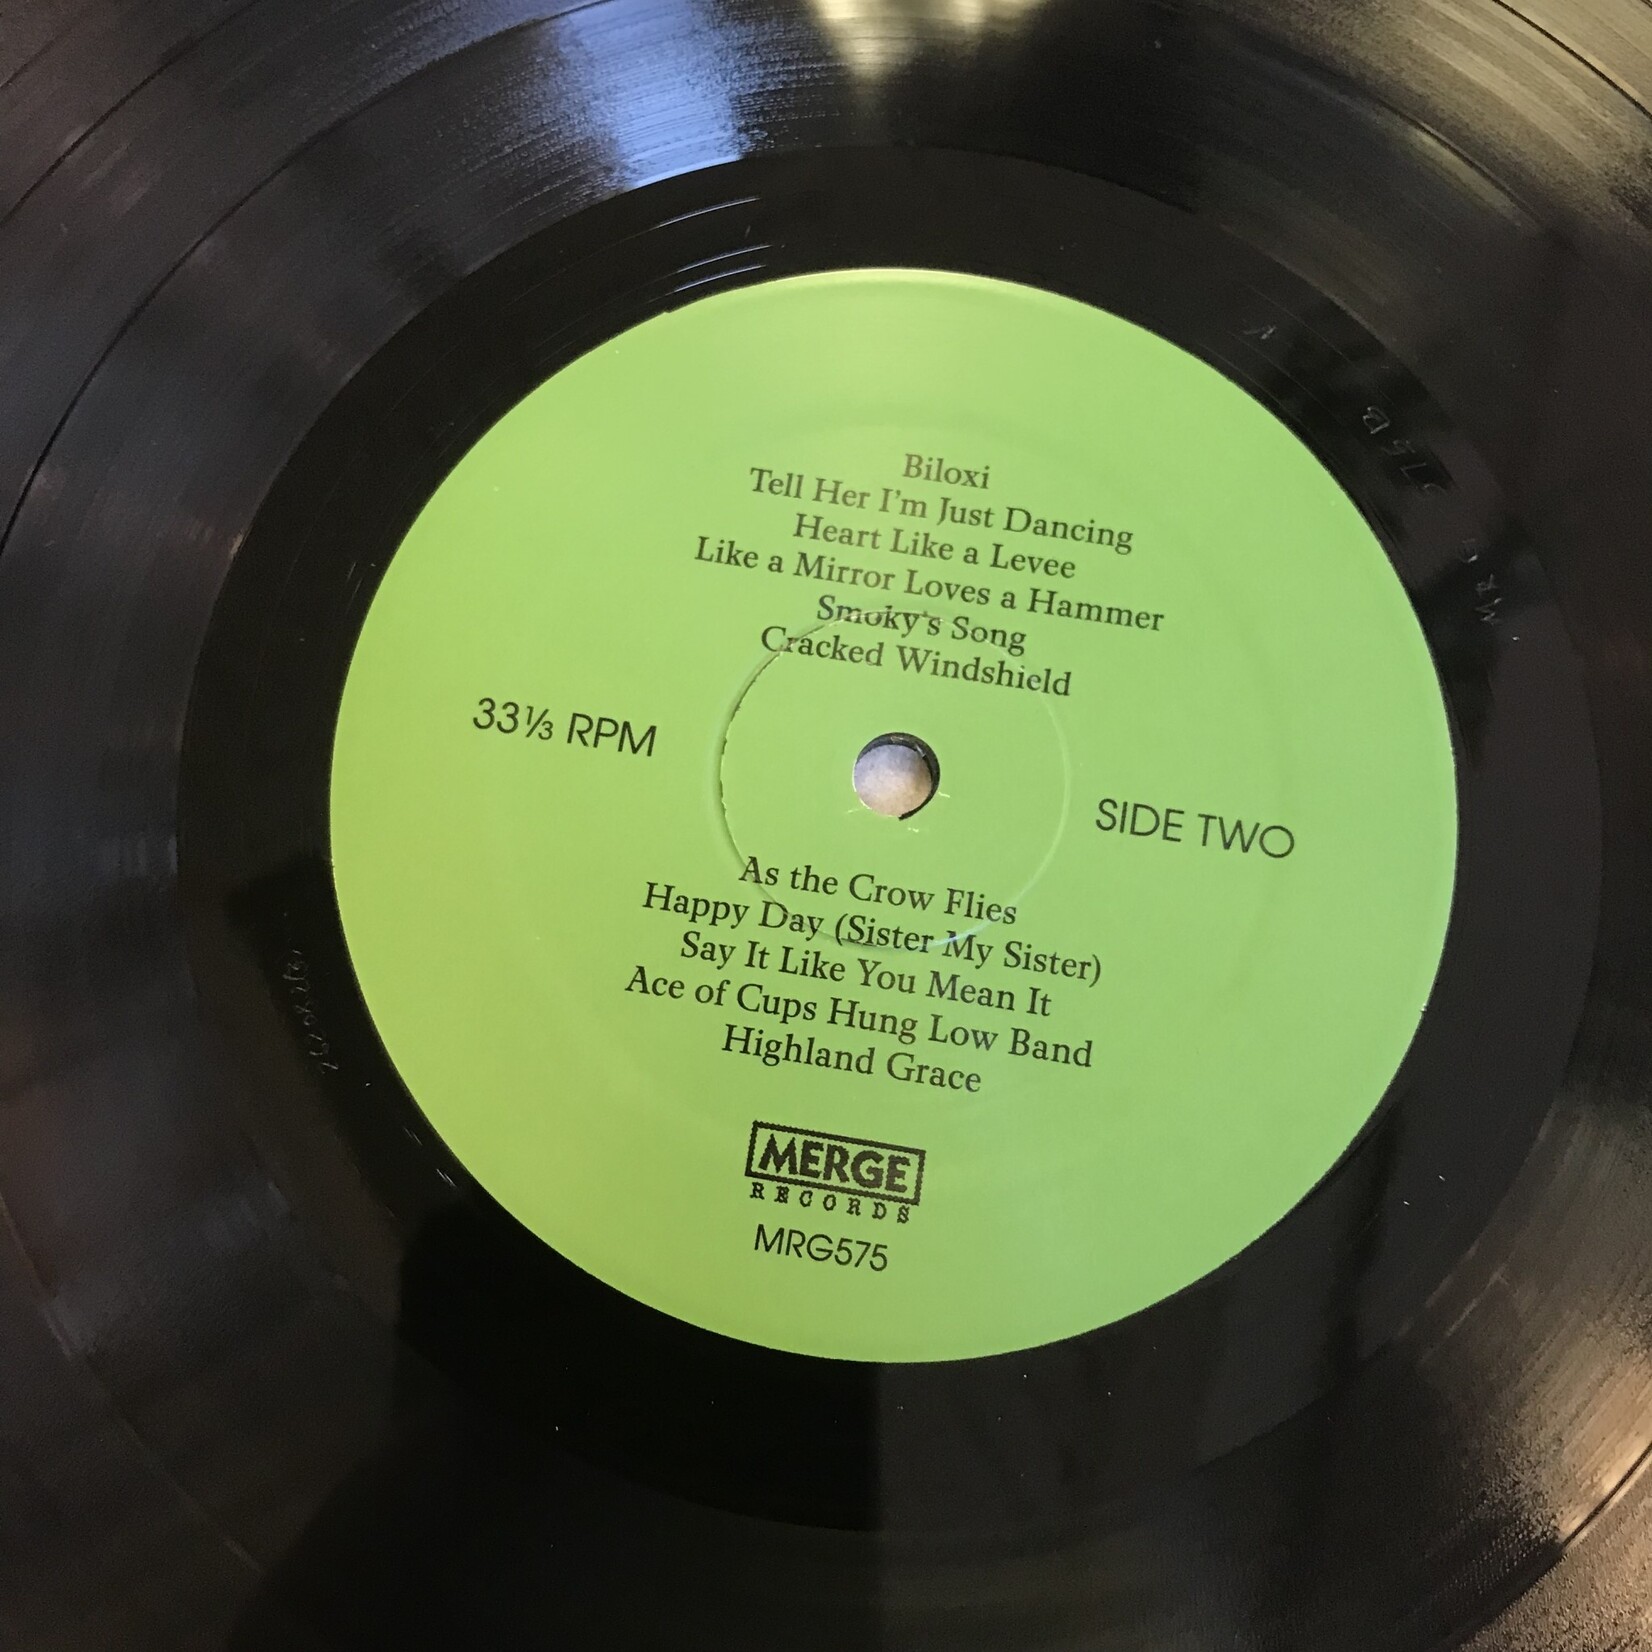 Biloxi
Tell Her I'm Just Dancing
Heart Like a Levee
Like a Mirror Loves a Hammer
Smoky's Song
Cracked Windshield
33⅓ RPM
SIDE TWO
As the Crow Flies
Happy Day (Sister My Sister)
Say It Like You Mean It
Ace of Cups Hung Low Band
Highland Grace
MERGE
RECORDS
MRG575